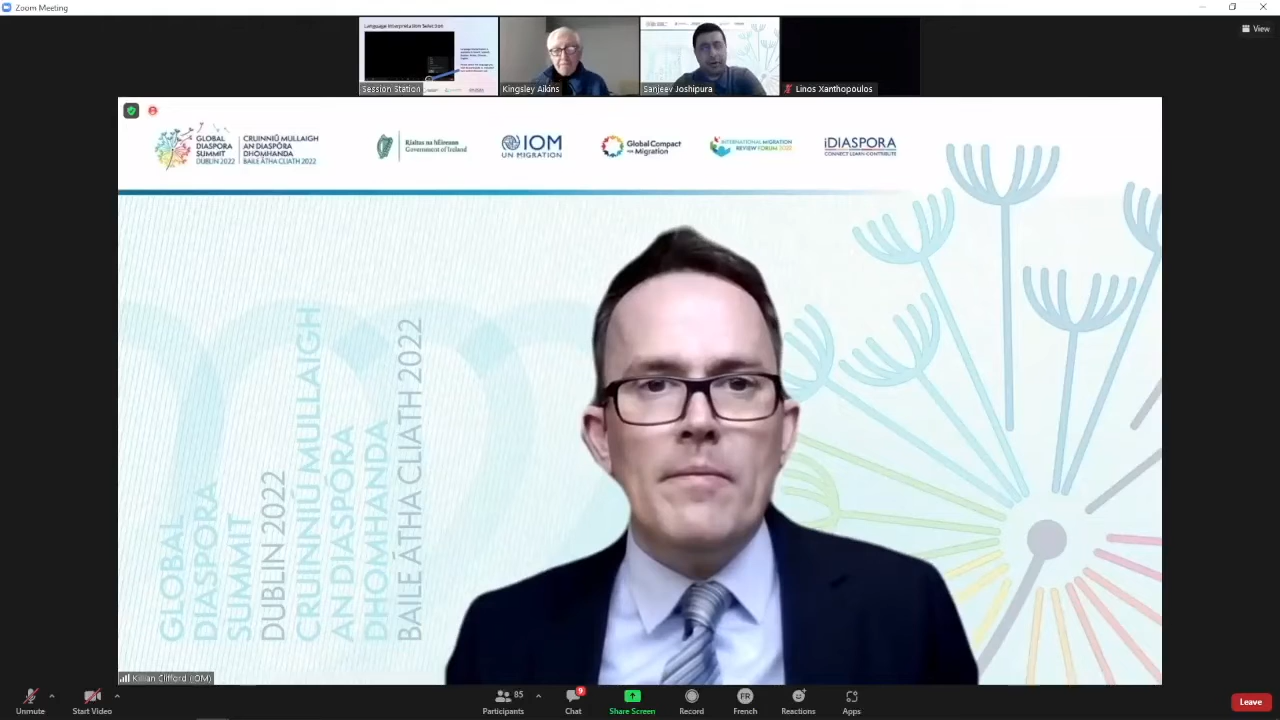 Zoom Meeting
View
Language Interpretation Selection
Session Station
Kingsley Aikins
Sanjeev Joshipura
Linos Xanthopoulos
GLOBAL
DIASPORA
SUMMIT
DUBLIN 2022
CRUINNIÚ MULLAIGH
AN DIASPÓRA
DHOMHANDA
BAILE ÁTHA CLIATH 2022
Rialtas na hÉireann
Government of Ireland
IOM
UN MIGRATION
Global Compact
for Migration
INTERNATIONAL MIGRATION
REVIEW FORUM 2022
iDIASPORA
CONNECT LEARN CONTRIBUTE
GLOBAL
DIASPORA
SUMMIT
DUBLIN 2022
CRUINNIÚ MULLAIGH
AN DIASPÓRA
DHOMHANDA
BAILE ÁTHA CLIATH 2022
Killian Clifford (IOM)
Unmute
Start Video
85
Participants
9
Chat
Share Screen
Record
FR
French
Reactions
Apps
Leave